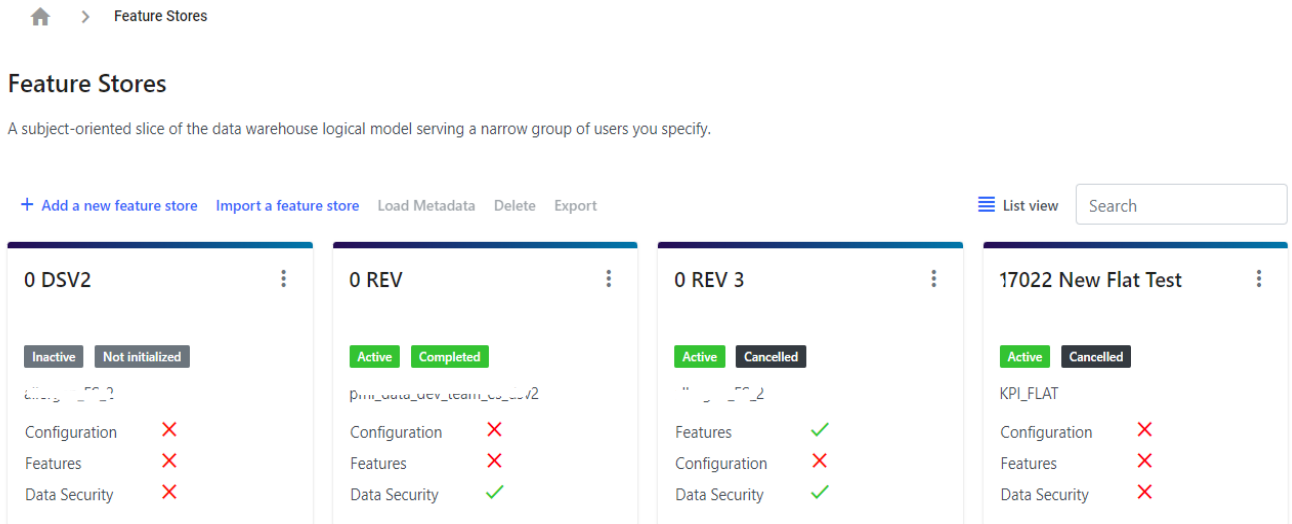 Feature Stores
Feature Stores
A subject-oriented slice of the data warehouse logical model serving a narrow group of users you specify.
+ Add a new feature store Import a feature store Load Metadata Delete Export List view Search
0 DSV2
Inactive Not initialized
Configuration
Features
Data Security
0 REV
Active Completed
Configuration
Features
Data Security
0 REV 3
Active Cancelled
Features
Configuration
Data Security
17022 New Flat Test
Active Cancelled
KPI_FLAT
Configuration
Features
Data Security